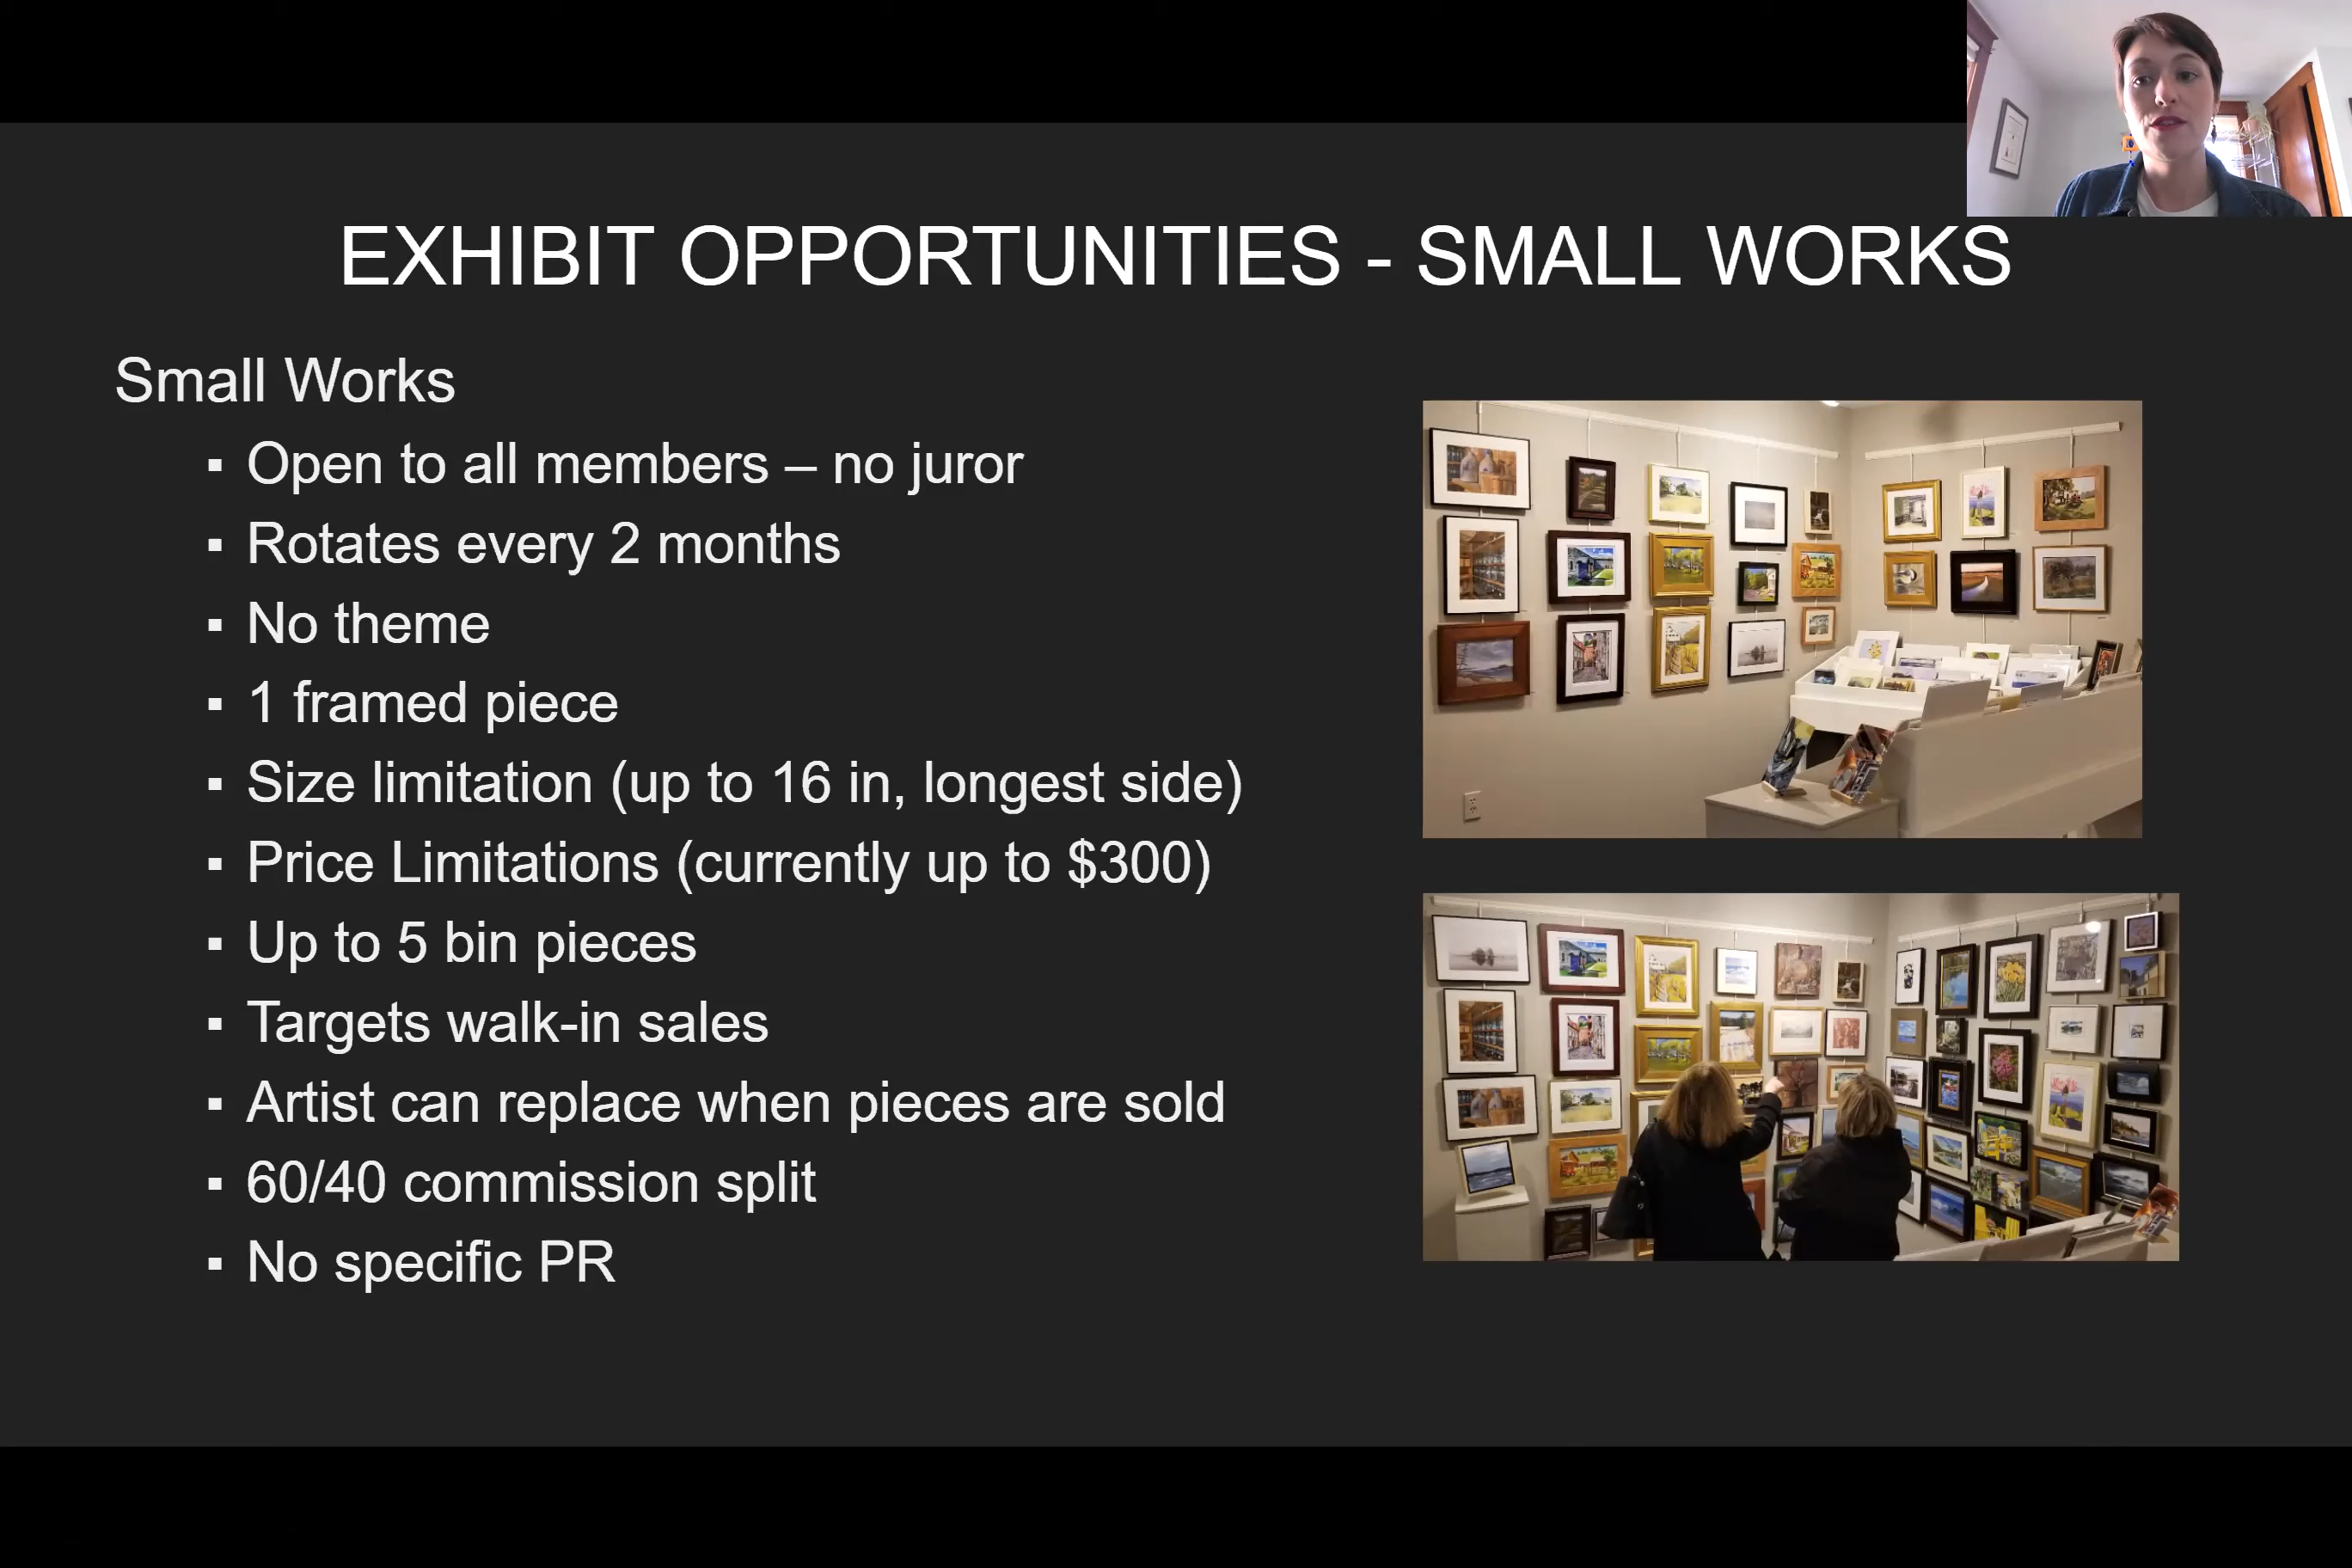 EXHIBIT OPPORTUNITIES - SMALL WORKS
Small Works
▪ Open to all members – no juror
▪ Rotates every 2 months
▪ No theme
▪ 1 framed piece
▪ Size limitation (up to 16 in, longest side)
▪ Price Limitations (currently up to $300)
▪ Up to 5 bin pieces
▪ Targets walk-in sales
▪ Artist can replace when pieces are sold
▪ 60/40 commission split
▪ No specific PR